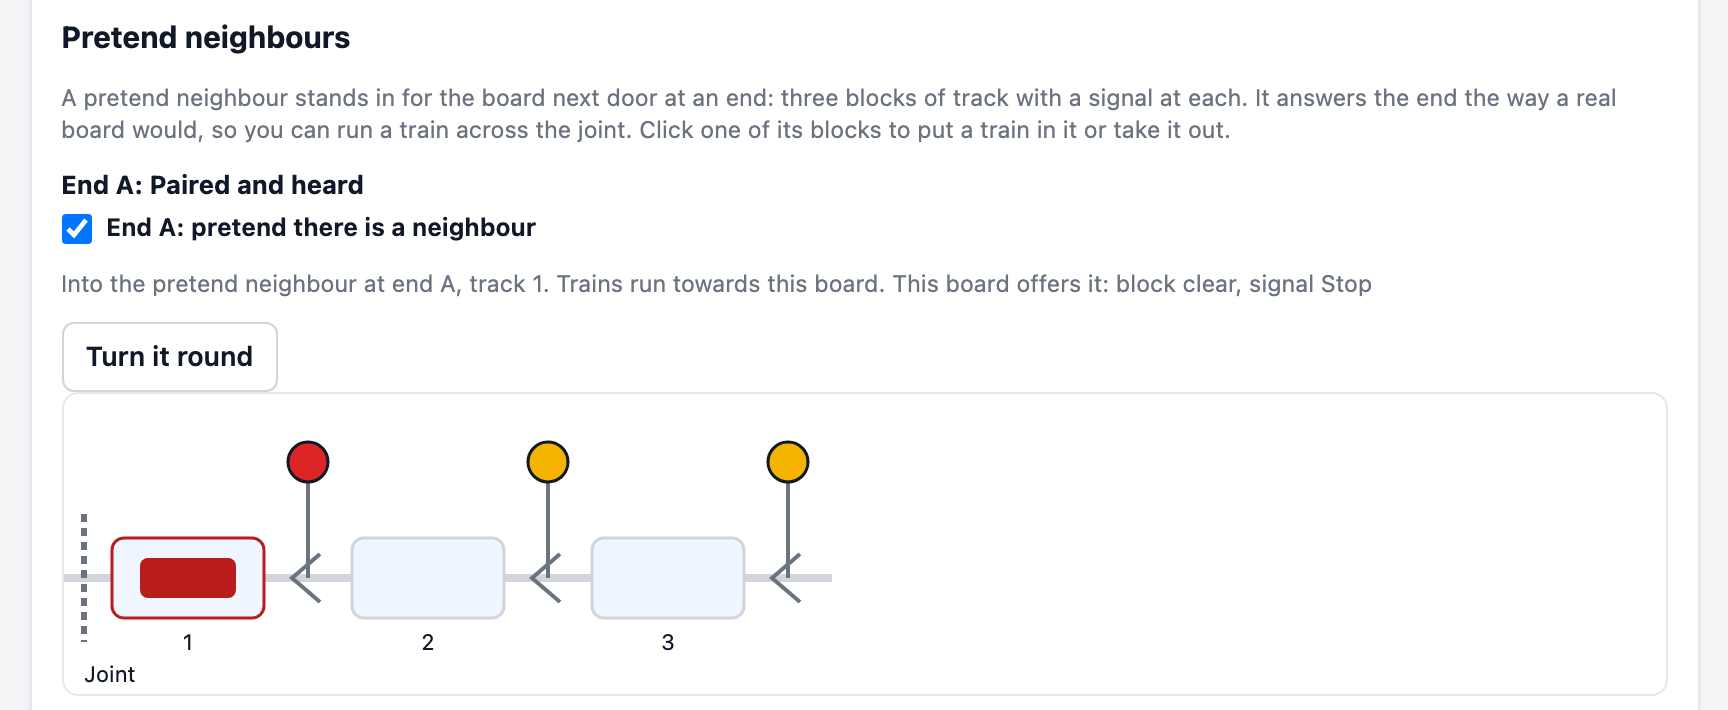 Pretend neighbours
A pretend neighbour stands in for the board next door at an end: three blocks of track with a signal at each. It answers the end the way a real
board would, so you can run a train across the joint. Click one of its blocks to put a train in it or take it out.
End A: Paired and heard
End A: pretend there is a neighbour
Into the pretend neighbour at end A, track 1. Trains run towards this board. This board offers it: block clear, signal Stop
Turn it round
1
2
3
Joint